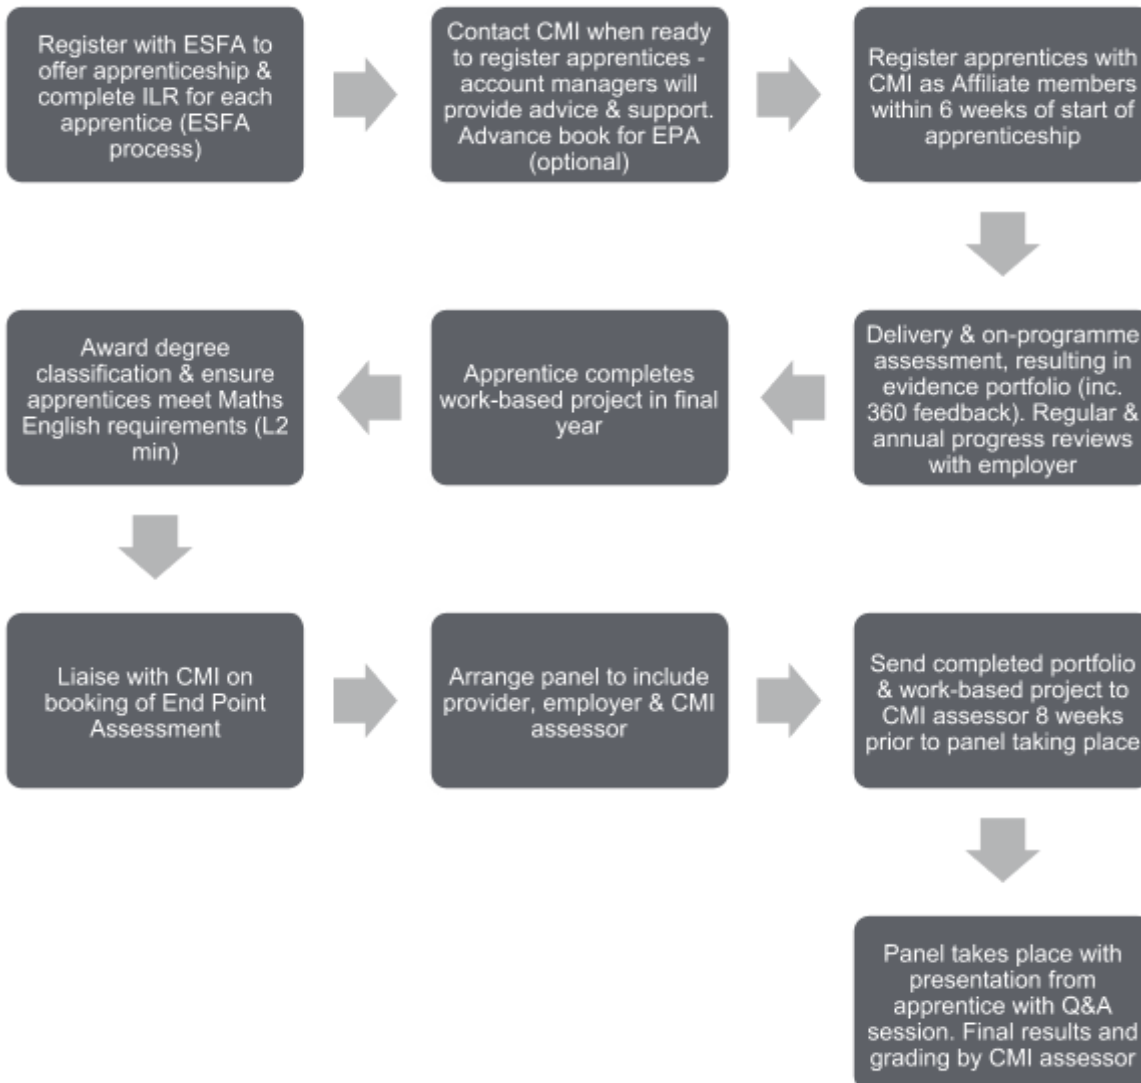 Register with ESFA to
offer apprenticeship &
complete ILR for each
apprentice (ESFA
process)
Contact CMI when ready
to register apprentices -
account managers will
provide advice & support.
Advance book for EPA
(optional)
Register apprentices with
CMI as Affiliate members
within 6 weeks of start of
apprenticeship
Delivery & on-programme
assessment, resulting in
evidence portfolio (inc.
360 feedback). Regular &
annual progress reviews
with employer
Apprentice completes
work-based project in final
year
Award degree
classification & ensure
apprentices meet Maths
English requirements (L2
min)
Liaise with CMI on
booking of End Point
Assessment
Arrange panel to include
provider, employer & CMI
assessor
Send completed portfolio
& work-based project to
CMI assessor 8 weeks
prior to panel taking place
Panel takes place with
presentation from
apprentice with Q&A
session. Final results and
grading by CMI assessor